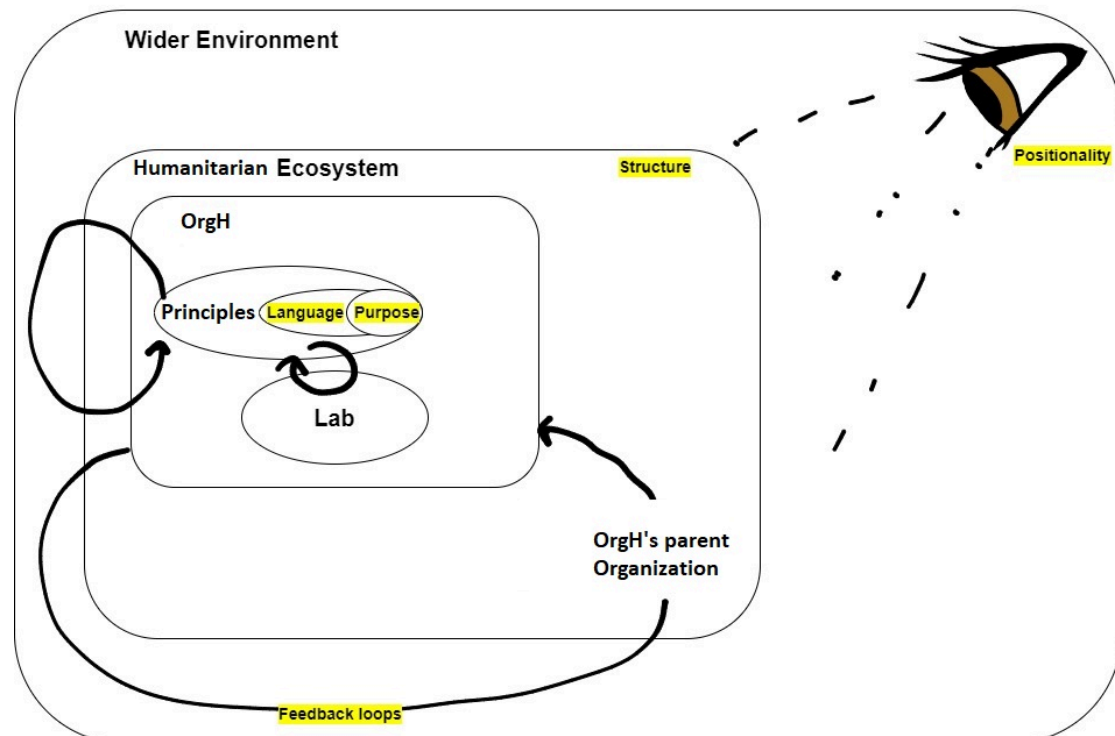 Wider Environment
Positionality
Humanitarian Ecosystem
Structure
OrgH
Principles
Language
Purpose
Lab
OrgH's parent
Organization
Feedback loops